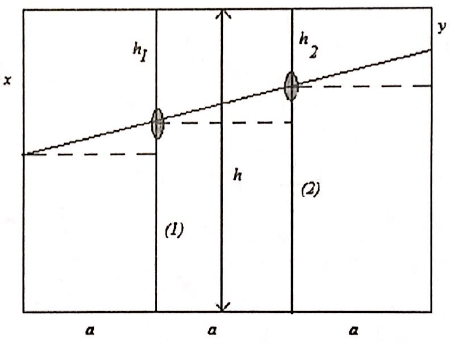 h1 h2 y
x
h (2)
(1)
a a a